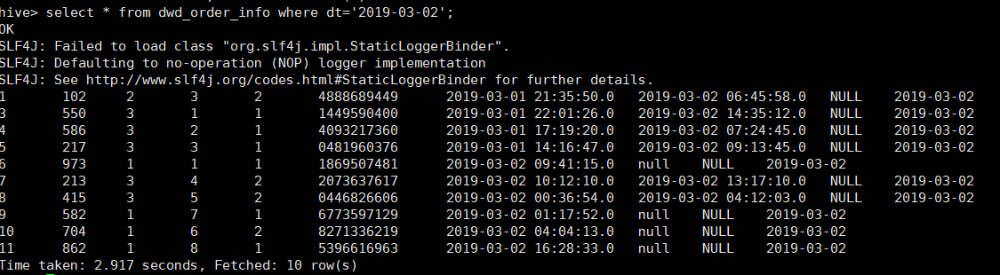 hive> select * from dwd_order_info where dt='2019-03-02';
OK
SLF4J: Failed to load class "org.slf4j.impl.StaticLoggerBinder".
SLF4J: Defaulting to no-operation (NOP) logger implementation
SLF4J: See http://www.slf4j.org/codes.html#StaticLoggerBinder for further details.
1 102 2 3 2 4888689449 2019-03-01 21:35:50.0 2019-03-02 06:45:58.0 NULL 2019-03-02
3 550 3 1 1 1449590400 2019-03-01 22:01:26.0 2019-03-02 14:35:12.0 NULL 2019-03-02
4 586 3 2 1 4093217360 2019-03-01 17:19:20.0 2019-03-02 07:24:45.0 NULL 2019-03-02
5 217 3 3 1 0481960376 2019-03-01 14:16:47.0 2019-03-02 09:13:45.0 NULL 2019-03-02
6 973 1 1 1 1869507481 2019-03-02 09:41:15.0 null NULL 2019-03-02
7 213 3 4 2 2073637617 2019-03-02 10:12:10.0 2019-03-02 13:17:10.0 NULL 2019-03-02
8 415 3 5 2 0446826606 2019-03-02 00:36:54.0 2019-03-02 04:12:03.0 NULL 2019-03-02
9 582 1 7 1 6773597129 2019-03-02 01:17:52.0 null NULL 2019-03-02
10 704 1 6 2 8271336219 2019-03-02 04:04:13.0 null NULL 2019-03-02
11 862 1 8 1 5396616963 2019-03-02 16:28:33.0 null NULL 2019-03-02
Time taken: 2.917 seconds, Fetched: 10 row(s)